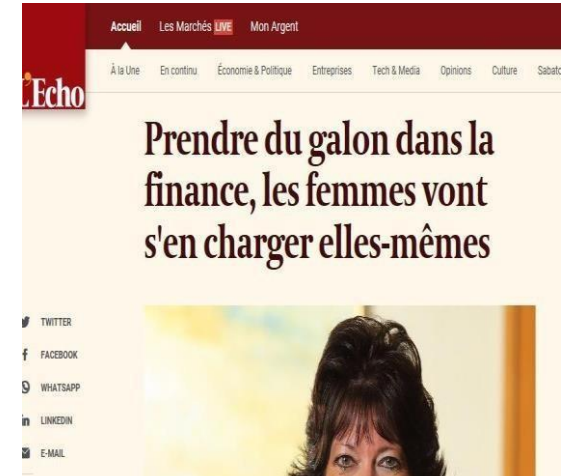 Accueil Les Marchés LIVE Mon Argent
L'Echo
À la Une En continu Économie & Politique Entreprises Tech & Media Opinions Culture Sabato
Prendre du galon dans la
finance, les femmes vont
s'en charger elles-mêmes
TWITTER
FACEBOOK
WHATSAPP
LINKEDIN
E-MAIL